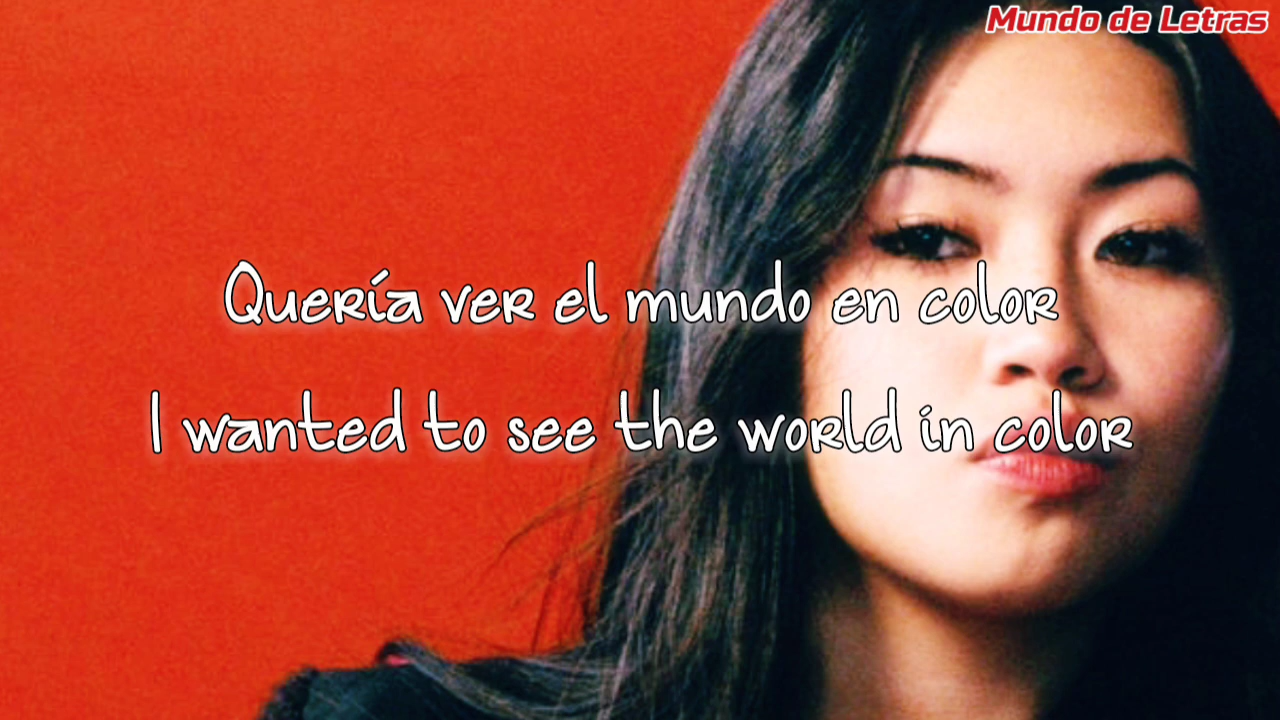 Mundo de Letras
Quería ver el mundo en color
I wanted to see the world in color